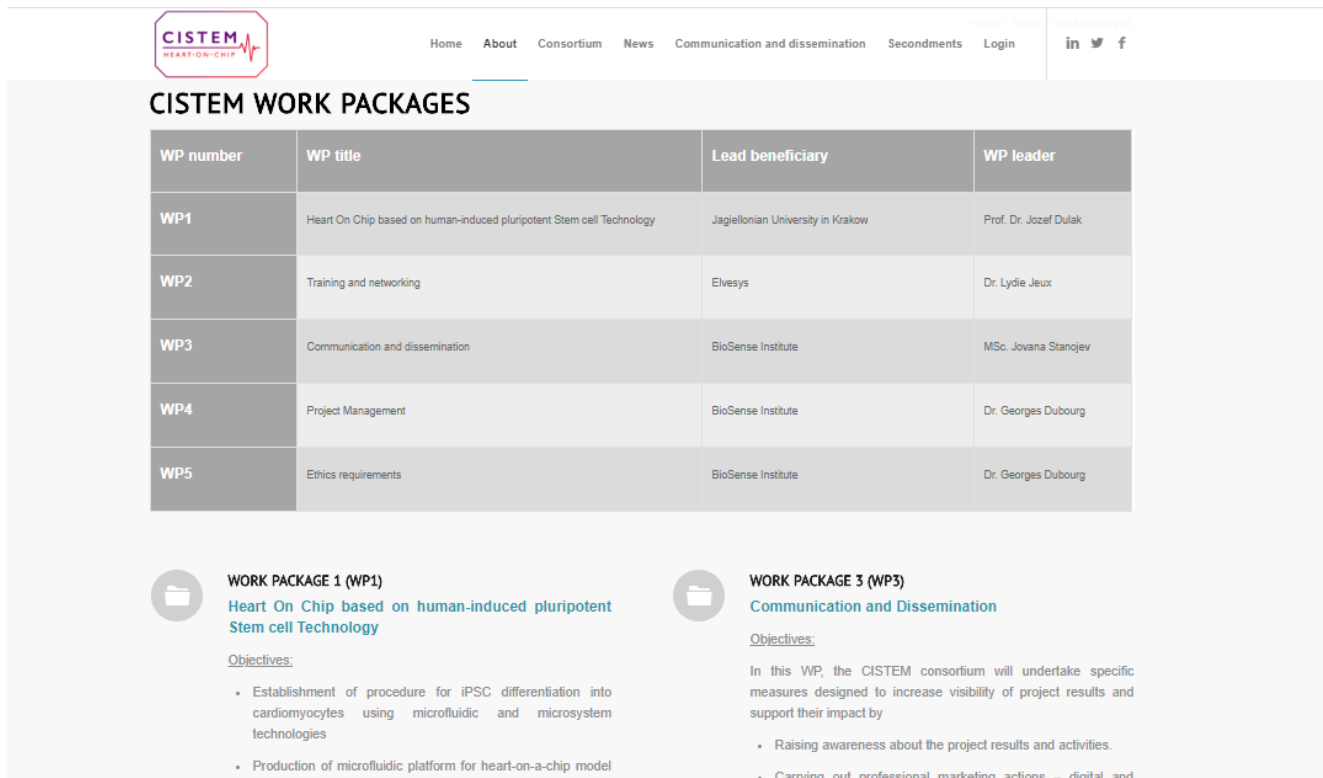 CISTEM
HEART-ON-CHIP
Home About Consortium News Communication and dissemination Secondments Login
CISTEM WORK PACKAGES
WP number WP title Lead beneficiary WP leader
WP1 Heart On Chip based on human-induced pluripotent Stem cell Technology Jagiellonian University in Krakow Prof. Dr. Jozef Dulak
WP2 Training and networking Elvesys Dr. Lydie Jeux
WP3 Communication and dissemination BioSense Institute MSc. Jovana Stanojev
WP4 Project Management BioSense Institute Dr. Georges Dubourg
WP5 Ethics requirements BioSense Institute Dr. Georges Dubourg
WORK PACKAGE 1 (WP1)
Heart On Chip based on human-induced pluripotent
Stem cell Technology
Objectives:
• Establishment of procedure for iPSC differentiation into
cardiomyocytes using microfluidic and microsystem
technologies
• Production of microfluidic platform for heart-on-a-chip model
WORK PACKAGE 3 (WP3)
Communication and Dissemination
Objectives:
In this WP, the CISTEM consortium will undertake specific
measures designed to increase visibility of project results and
support their impact by
• Raising awareness about the project results and activities.
• Carrying out professional marketing actions – digital and